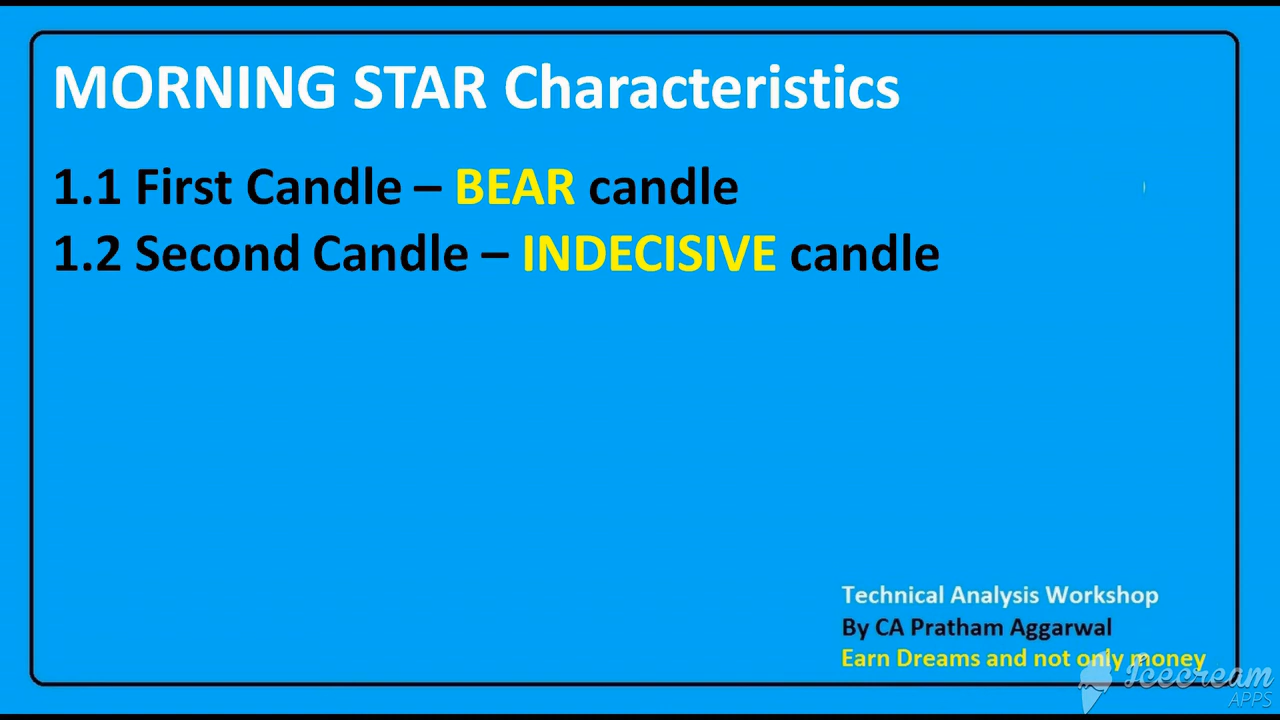 MORNING STAR Characteristics
1.1 First Candle – BEAR candle
1.2 Second Candle – INDECISIVE candle
Technical Analysis Workshop
By CA Pratham Aggarwal
Earn Dreams and not only money
Icecream
APPS